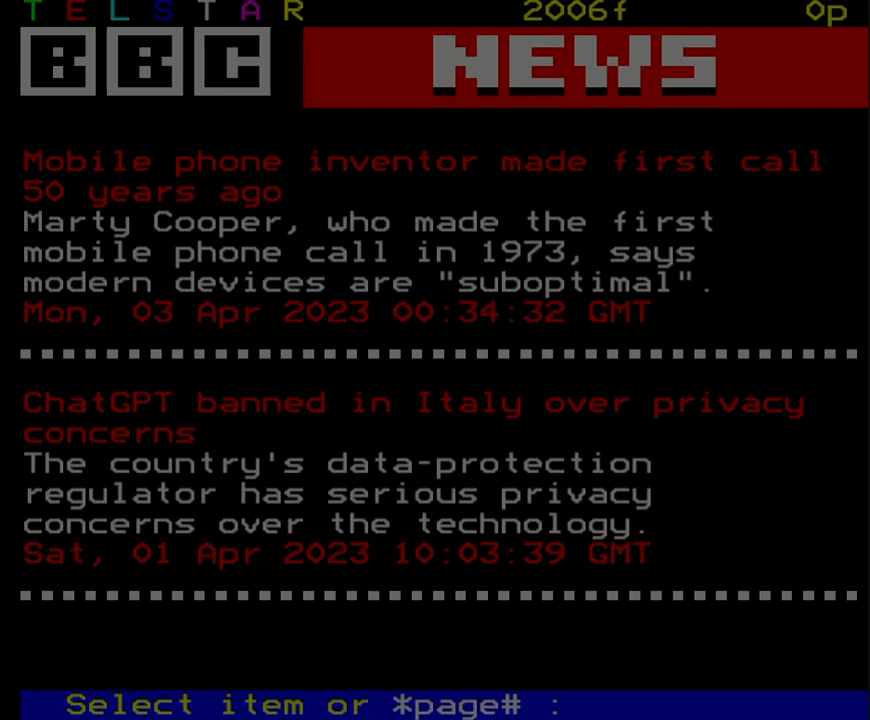 TELSTAR 2006f 0p
BBC NEWS
Mobile phone inventor made first call
50 years ago
Marty Cooper, who made the first
mobile phone call in 1973, says
modern devices are "suboptimal".
Mon, 03 Apr 2023 00:34:32 GMT
ChatGPT banned in Italy over privacy
concerns
The country's data-protection
regulator has serious privacy
concerns over the technology.
Sat, 01 Apr 2023 10:03:39 GMT
Select item or *page# :